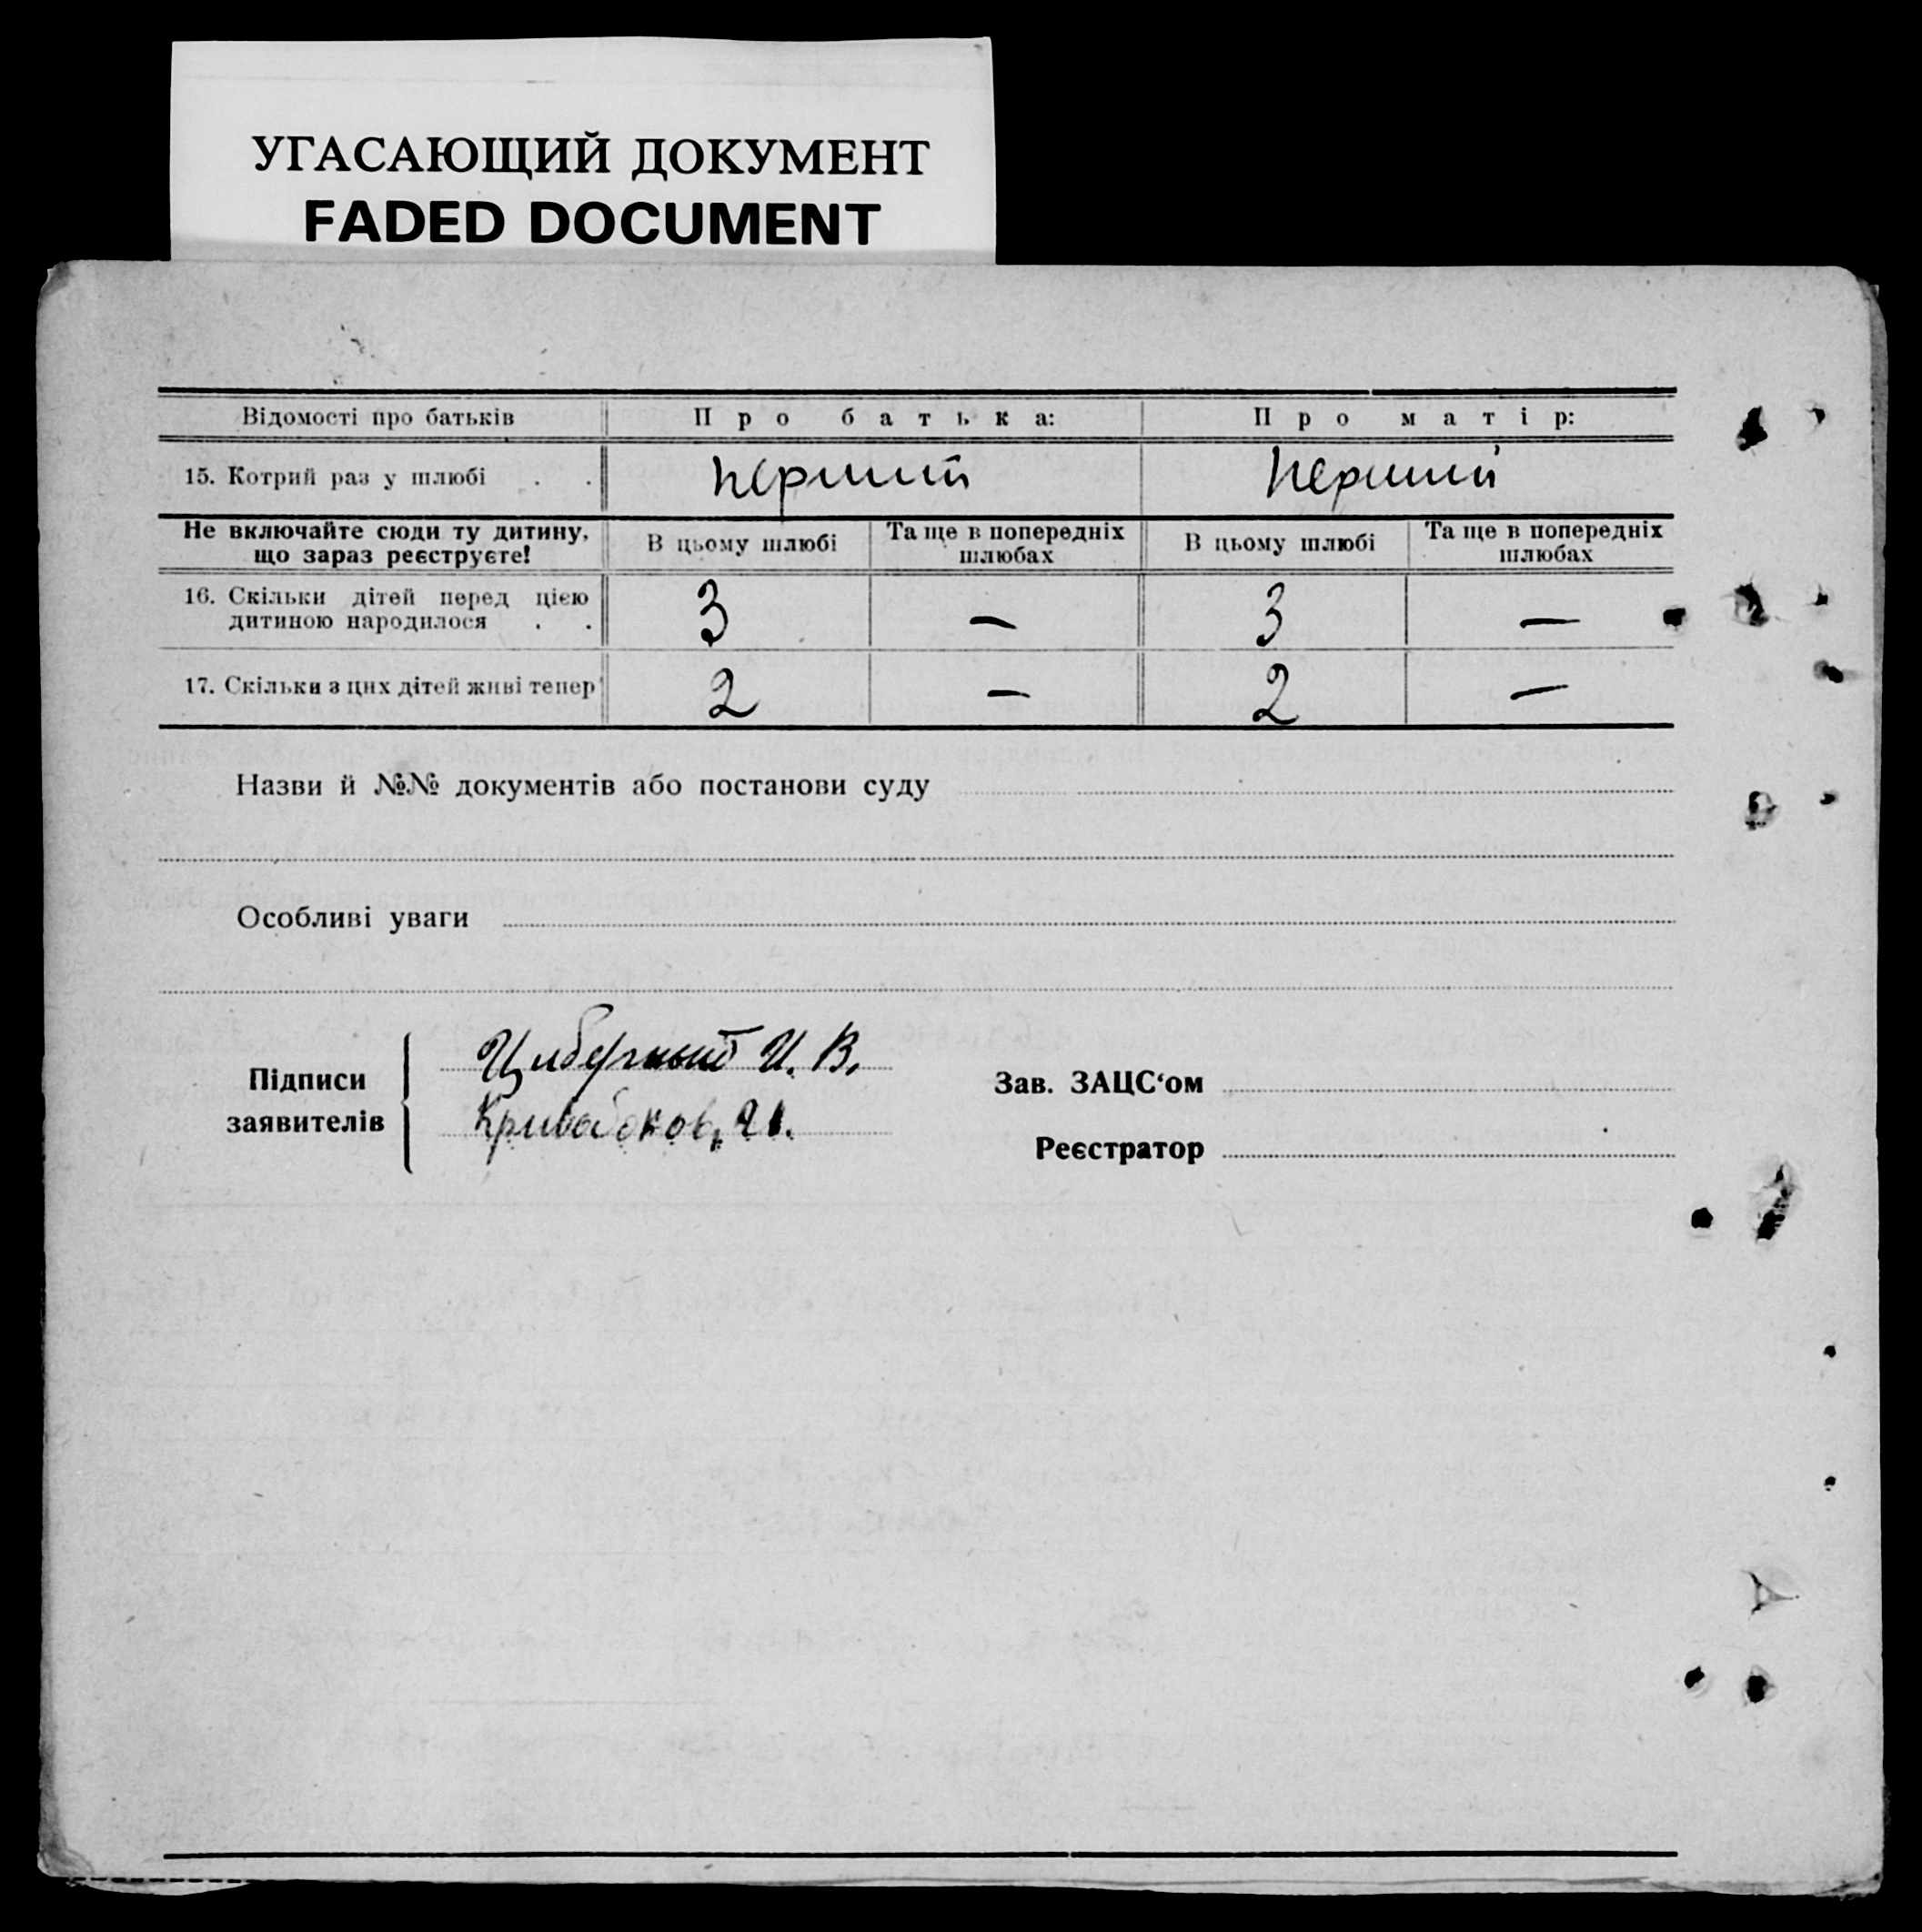 УГАСАЮЩИЙ ДОКУМЕНТ
FADED DOCUMENT
Відомості про батьків Про батька: Про матір:
15. Котрий раз у шлюбі . . перший перший
Не включайте сюди ту дитину, що зараз реєструєте! В цьому шлюбі Та ще в попередніх шлюбах В цьому шлюбі Та ще в попередніх шлюбах
16. Скільки дітей перед цією дитиною народилося . . 3 — 3 —
17. Скільки з цих дітей живі тепер 2 — 2 —
Назви й №№ документів або постанови суду
Особливі уваги
Підписи заявителів
И. В.
Зав. ЗАЦС‘ом
Реєстратор